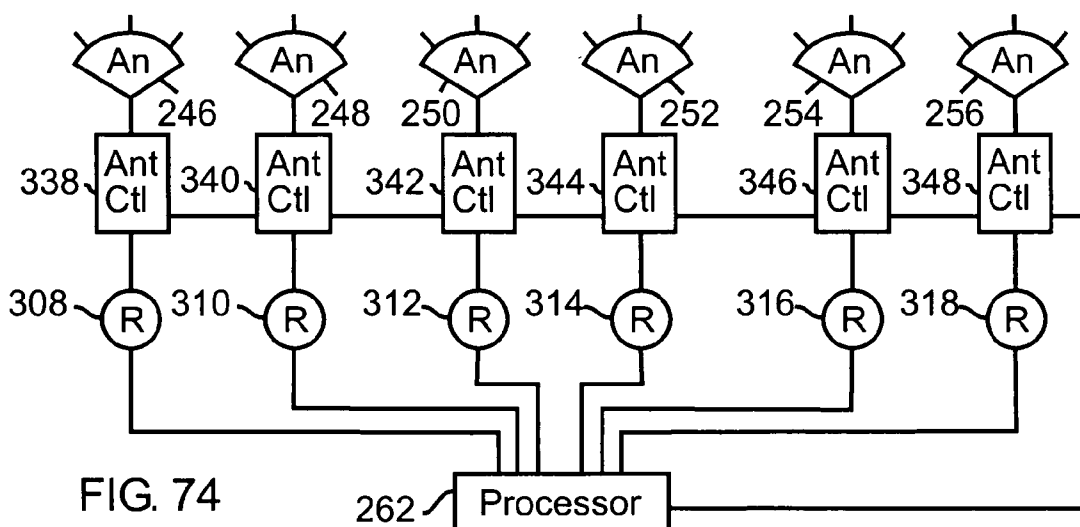 An An An An An An
246 248 250 252 254 256
338 Ant Ctl 340 Ant Ctl 342 Ant Ctl 344 Ant Ctl 346 Ant Ctl 348 Ant Ctl
308 R 310 R 312 R 314 R 316 R 318 R
FIG. 74
262 Processor